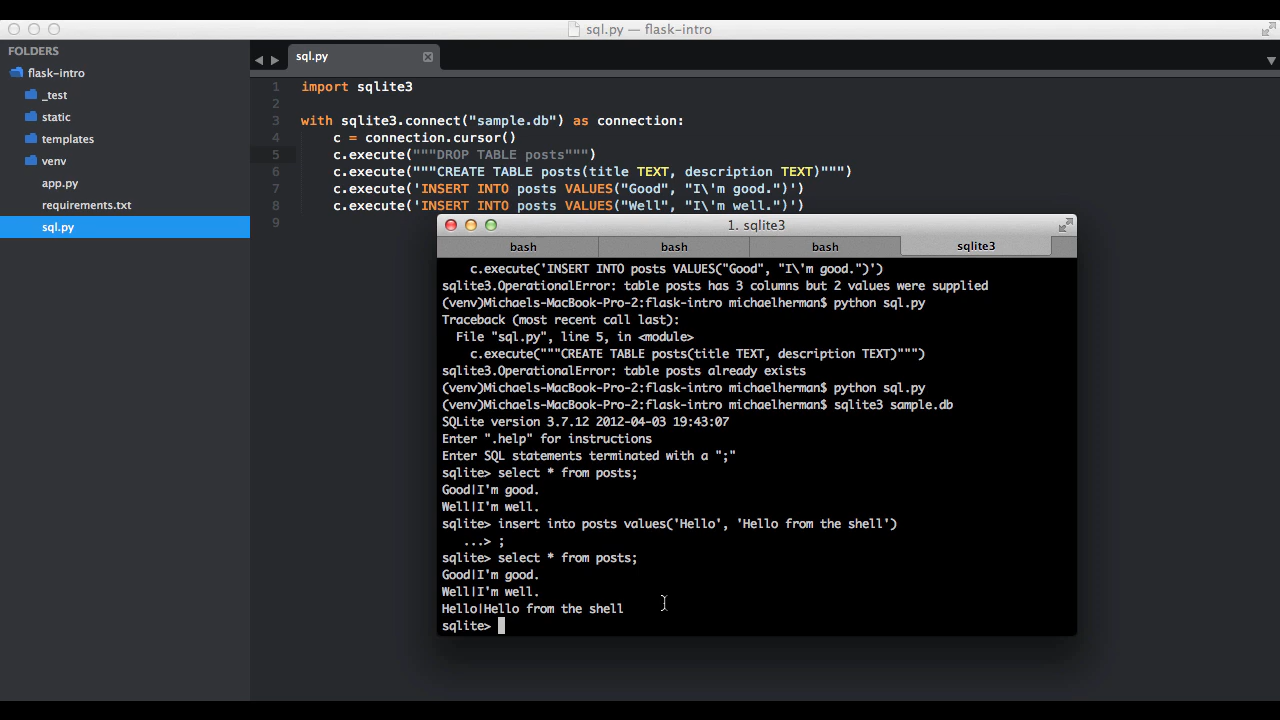 sql.py — flask-intro
FOLDERS
flask-intro
_test
static
templates
venv
app.py
requirements.txt
sql.py
sql.py
1 import sqlite3
2
3 with sqlite3.connect("sample.db") as connection:
4 c = connection.cursor()
5 c.execute("""DROP TABLE posts""")
6 c.execute("""CREATE TABLE posts(title TEXT, description TEXT)""")
7 c.execute('INSERT INTO posts VALUES("Good", "I\'m good.")')
8 c.execute('INSERT INTO posts VALUES("Well", "I\'m well.")')
9
1. sqlite3
bash bash bash sqlite3
c.execute('INSERT INTO posts VALUES("Good", "I\'m good.")')
sqlite3.OperationalError: table posts has 3 columns but 2 values were supplied
(venv)Michaels-MacBook-Pro-2:flask-intro michaelherman$ python sql.py
Traceback (most recent call last):
File "sql.py", line 5, in <module>
c.execute("""CREATE TABLE posts(title TEXT, description TEXT)""")
sqlite3.OperationalError: table posts already exists
(venv)Michaels-MacBook-Pro-2:flask-intro michaelherman$ python sql.py
(venv)Michaels-MacBook-Pro-2:flask-intro michaelherman$ sqlite3 sample.db
SQLite version 3.7.12 2012-04-03 19:43:07
Enter ".help" for instructions
Enter SQL statements terminated with a ";"
sqlite> select * from posts;
Good|I'm good.
Well|I'm well.
sqlite> insert into posts values('Hello', 'Hello from the shell')
...> ;
sqlite> select * from posts;
Good|I'm good.
Well|I'm well.
Hello|Hello from the shell
sqlite>